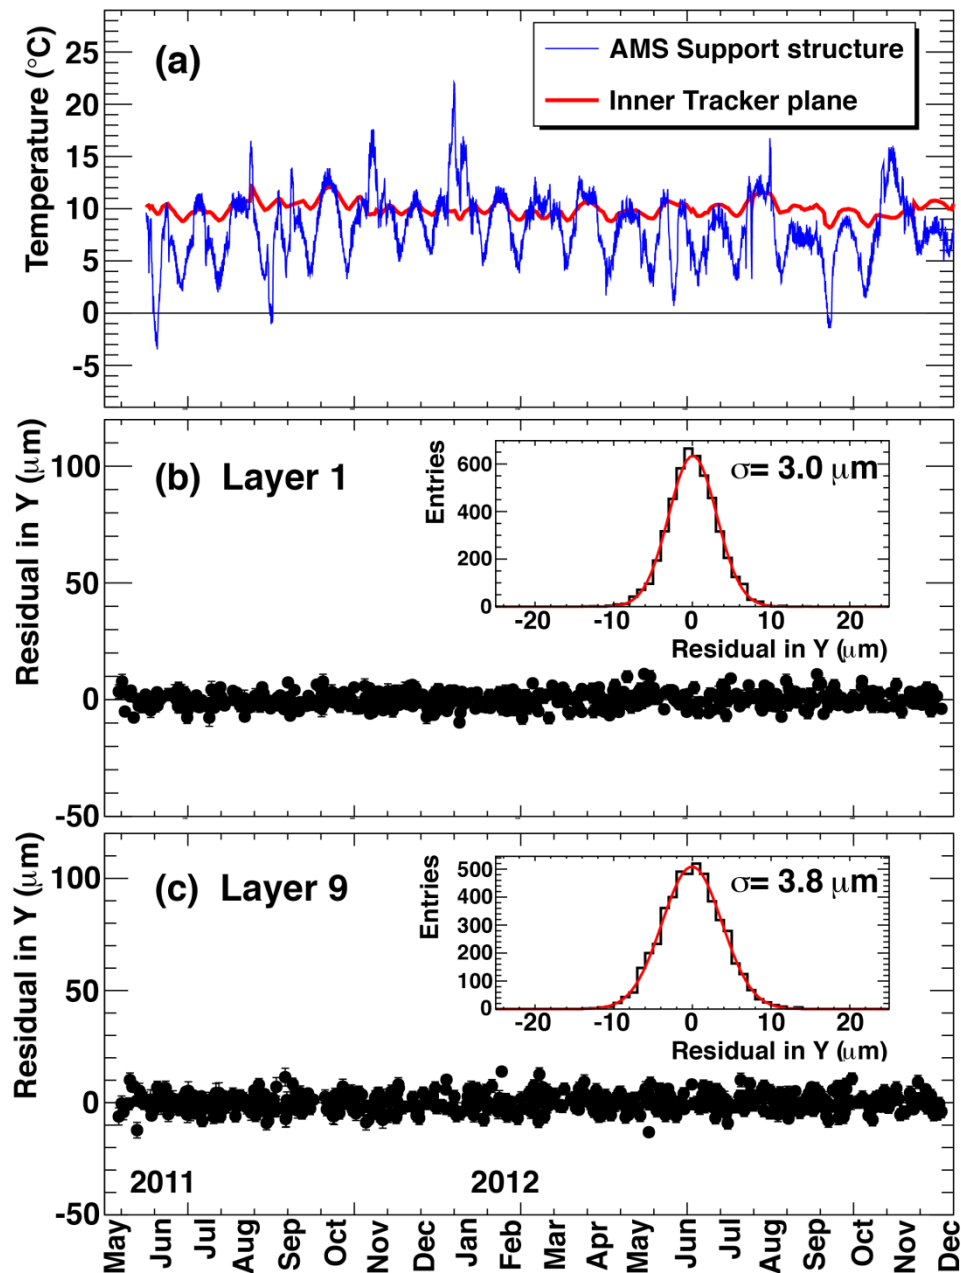 (a)
AMS Support structure
Inner Tracker plane
Temperature (°C)
25
20
15
10
5
0
-5
(b) Layer 1
Residual in Y (μm)
100
50
0
-50
σ= 3.0 μm
Entries
600
400
200
0
-20 -10 0 10 20
Residual in Y (μm)
(c) Layer 9
Residual in Y (μm)
100
50
0
-50
σ= 3.8 μm
Entries
500
400
300
200
100
0
-20 -10 0 10 20
Residual in Y (μm)
2011 2012
May Jun Jul Aug Sep Oct Nov Dec Jan Feb Mar Apr May Jun Jul Aug Sep Oct Nov Dec